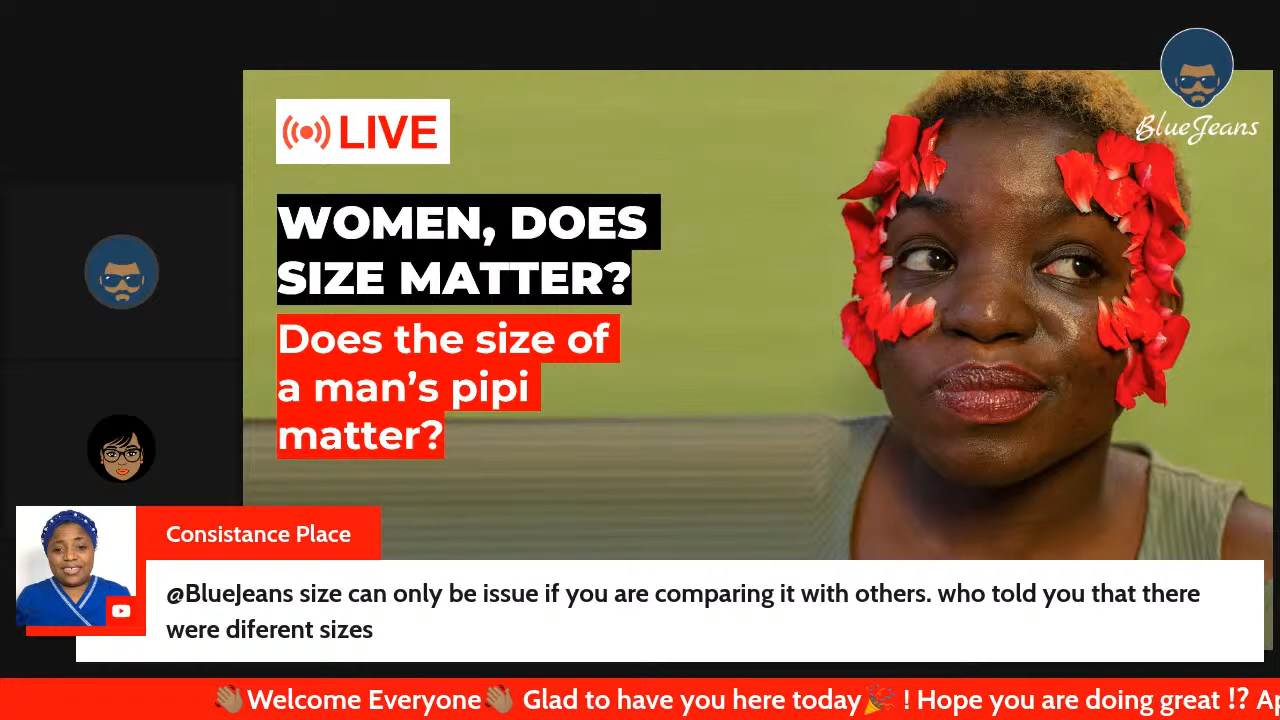 BlueJeans
LIVE
WOMEN, DOES
SIZE MATTER?
Does the size of
a man's pipi
matter?
Consistance Place
@BlueJeans size can only be issue if you are comparing it with others. who told you that there
were diferent sizes
👋🏽Welcome Everyone👋🏽 Glad to have you here today🎉 ! Hope you are doing great !? Ap